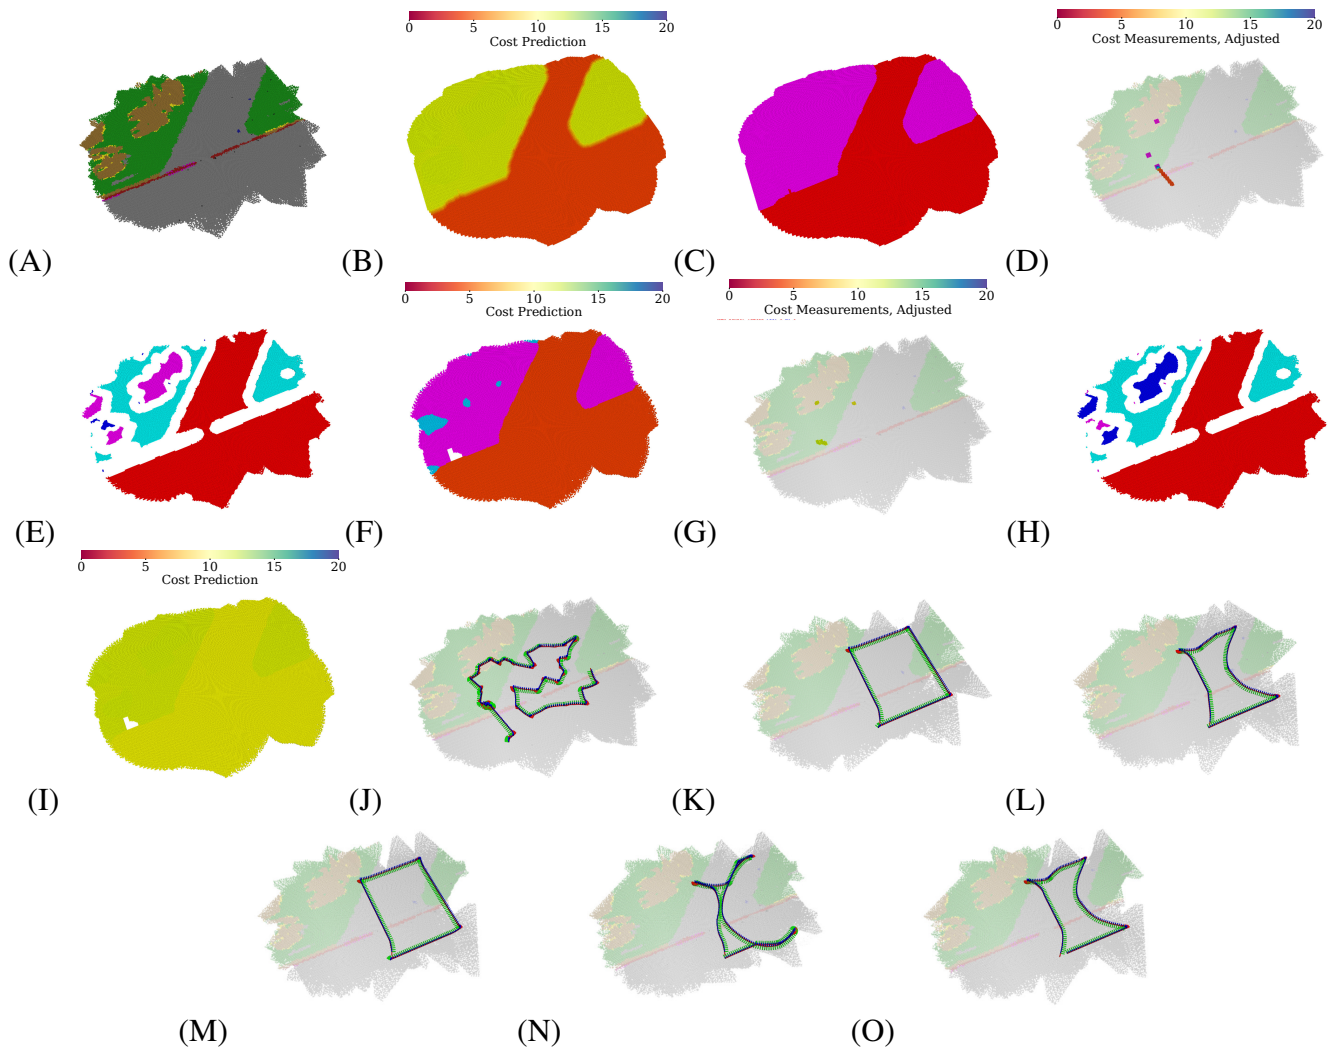 0 5 10 15 20
Cost Prediction
0 5 10 15 20
Cost Measurements, Adjusted
(A) (B) (C) (D)
0 5 10 15 20
Cost Prediction
0 5 10 15 20
Cost Measurements, Adjusted
(E) (F) (G) (H)
0 5 10 15 20
Cost Prediction
(I) (J) (K) (L)
(M) (N) (O)